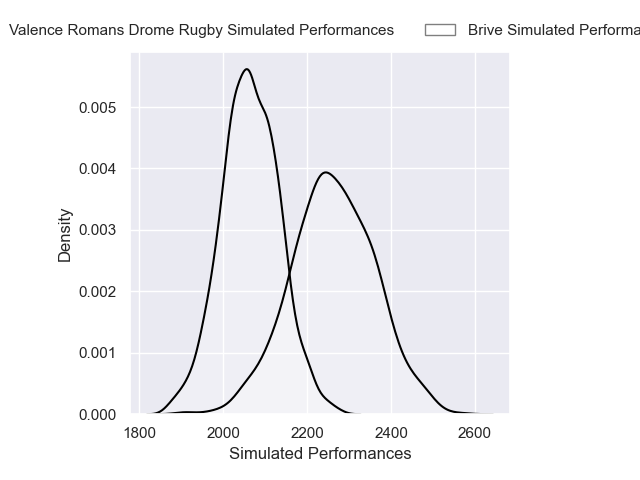 Valence Romans Drome Rugby Simulated Performances
Brive Simulated Performa
0.005
0.004
0.003
0.002
0.001
0.000
Density
1800 2000 2200 2400 2600
Simulated Performances